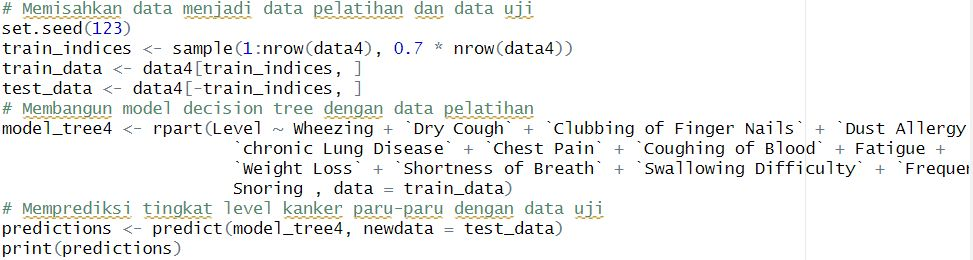 # Memisahkan data menjadi data pelatihan dan data uji
set.seed(123)
train_indices <- sample(1:nrow(data4), 0.7 * nrow(data4))
train_data <- data4[train_indices, ]
test_data <- data4[-train_indices, ]
# Membangun model decision tree dengan data pelatihan
model_tree4 <- rpart(Level ~ Wheezing + `Dry Cough` + `Clubbing of Finger Nails` + `Dust Allergy
`chronic Lung Disease` + `Chest Pain` + `Coughing of Blood` + Fatigue +
`Weight Loss` + `Shortness of Breath` + `Swallowing Difficulty` + `Frequen
Snoring , data = train_data)
# Memprediksi tingkat level kanker paru-paru dengan data uji
predictions <- predict(model_tree4, newdata = test_data)
print(predictions)